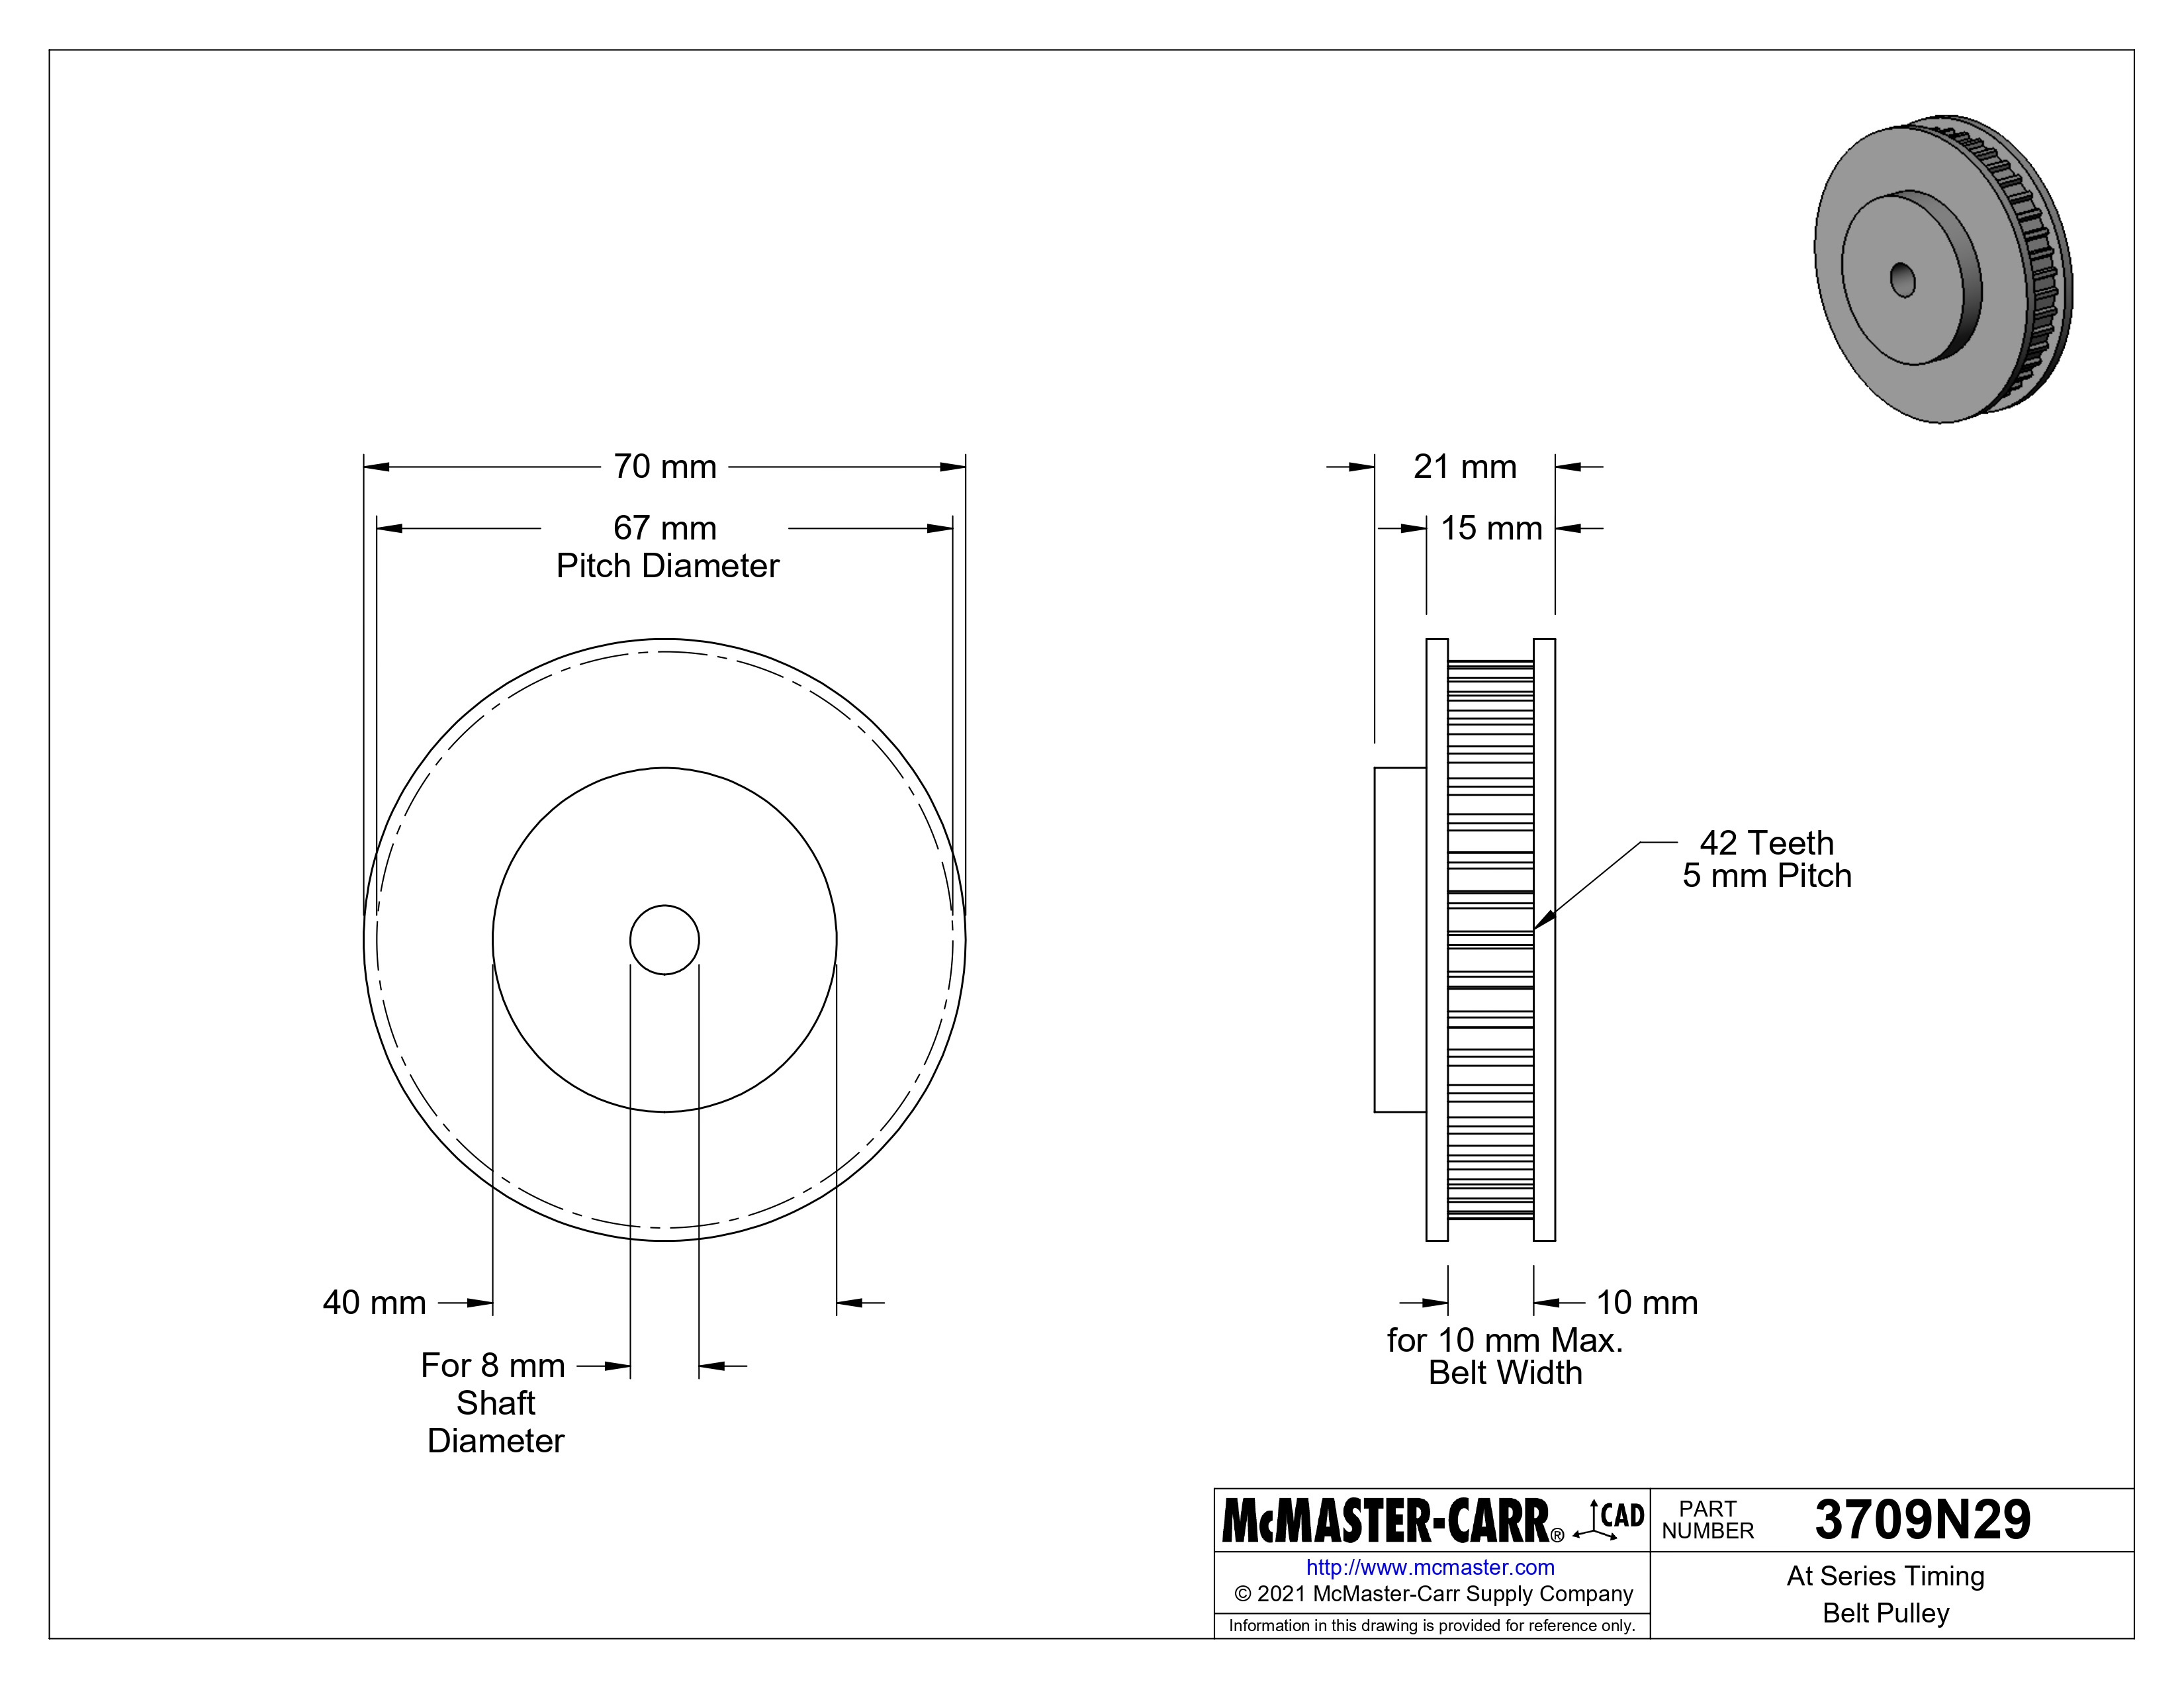 70 mm
67 mm
Pitch Diameter
21 mm
15 mm
42 Teeth
5 mm Pitch
40 mm
For 8 mm
Shaft
Diameter
10 mm
for 10 mm Max.
Belt Width
McMASTER-CARR® CAD
http://www.mcmaster.com
© 2021 McMaster-Carr Supply Company
Information in this drawing is provided for reference only.
PART
NUMBER
3709N29
At Series Timing
Belt Pulley